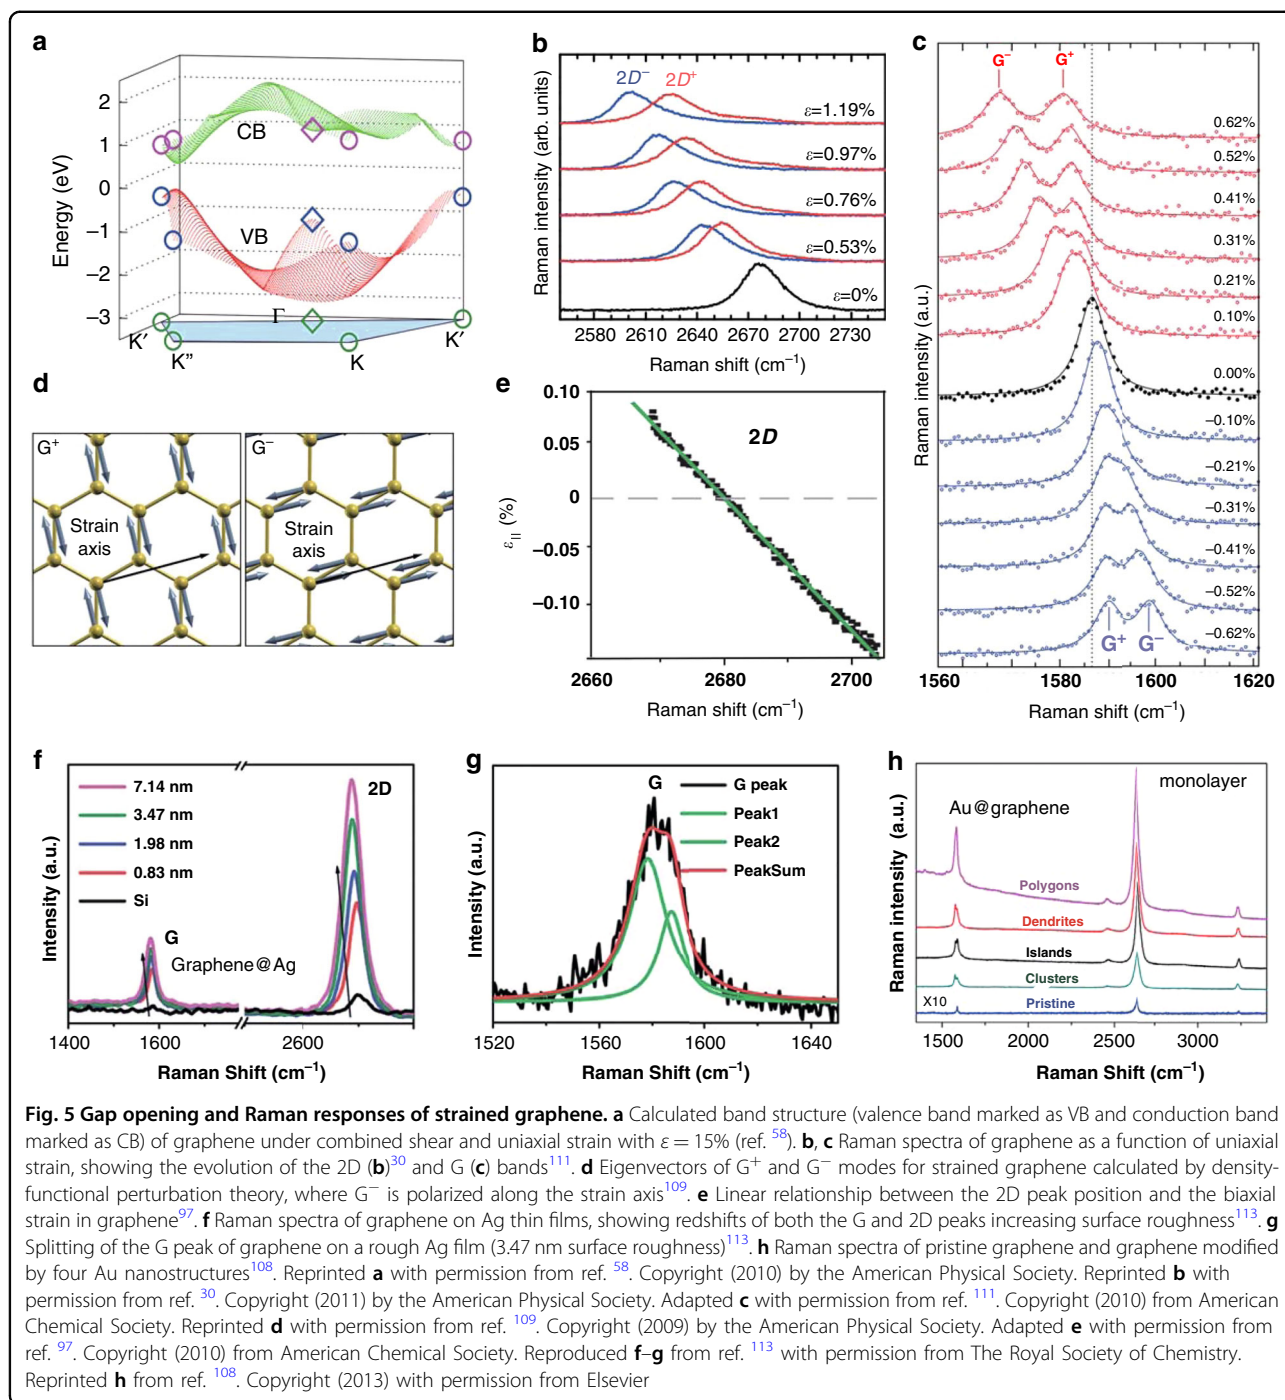 a
2
1
0
−1
−2
−3
Energy (eV)
CB
VB
Γ
K′
K″
K
K′
b
2D⁻
2D⁺
ε=1.19%
ε=0.97%
ε=0.76%
ε=0.53%
ε=0%
Raman intensity (arb. units)
2580
2610
2640
2670
2700
2730
Raman shift (cm⁻¹)
c
G⁻
G⁺
0.62%
0.52%
0.41%
0.31%
0.21%
0.10%
0.00%
−0.10%
−0.21%
−0.31%
−0.41%
−0.52%
−0.62%
G⁺
G⁻
Raman intensity (a.u.)
1560
1580
1600
1620
Raman shift (cm⁻¹)
d
G⁺
Strain
axis
G⁻
Strain
axis
e
0.10
0.05
0
−0.05
−0.10
ε|| (%)
2D
2660
2680
2700
Raman shift (cm⁻¹)
f
7.14 nm
3.47 nm
1.98 nm
0.83 nm
Si
2D
G
Graphene@Ag
Intensity (a.u.)
1400
1600
2600
Raman Shift (cm⁻¹)
g
G
G peak
Peak1
Peak2
PeakSum
Intensity (a.u.)
1520
1560
1600
1640
Raman Shift (cm⁻¹)
h
monolayer
Au@graphene
Polygons
Dendrites
Islands
Clusters
X10
Pristine
Raman intensity (a.u.)
1500
2000
2500
3000
Raman Shift (cm⁻¹)
Fig. 5 Gap opening and Raman responses of strained graphene. a Calculated band structure (valence band marked as VB and conduction band
marked as CB) of graphene under combined shear and uniaxial strain with ε = 15% (ref. 58). b, c Raman spectra of graphene as a function of uniaxial
strain, showing the evolution of the 2D (b)30 and G (c) bands111. d Eigenvectors of G⁺ and G⁻ modes for strained graphene calculated by density-
functional perturbation theory, where G⁻ is polarized along the strain axis109. e Linear relationship between the 2D peak position and the biaxial
strain in graphene97. f Raman spectra of graphene on Ag thin films, showing redshifts of both the G and 2D peaks increasing surface roughness113. g
Splitting of the G peak of graphene on a rough Ag film (3.47 nm surface roughness)113. h Raman spectra of pristine graphene and graphene modified
by four Au nanostructures108. Reprinted a with permission from ref. 58. Copyright (2010) by the American Physical Society. Reprinted b with
permission from ref. 30. Copyright (2011) by the American Physical Society. Adapted c with permission from ref. 111. Copyright (2010) from American
Chemical Society. Reprinted d with permission from ref. 109. Copyright (2009) by the American Physical Society. Adapted e with permission from
ref. 97. Copyright (2010) from American Chemical Society. Reproduced f–g from ref. 113 with permission from The Royal Society of Chemistry.
Reprinted h from ref. 108. Copyright (2013) with permission from Elsevier